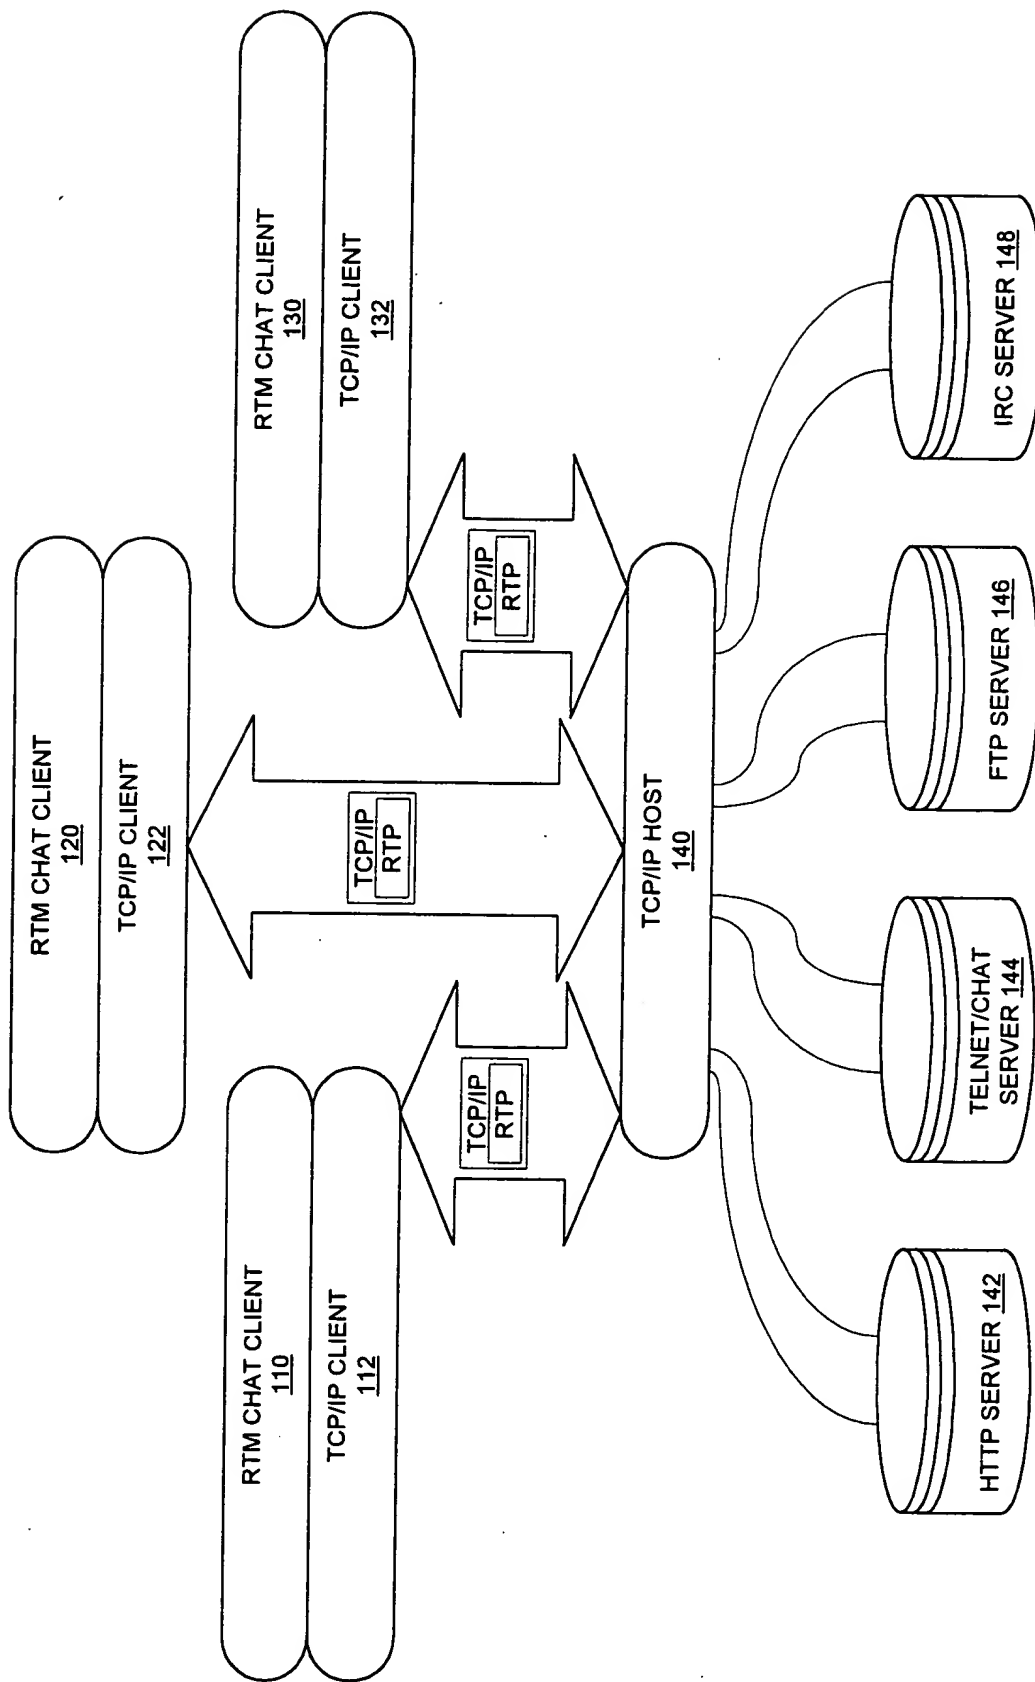 RTM CHAT CLIENT
120
TCP/IP CLIENT
122
RTM CHAT CLIENT
110
TCP/IP CLIENT
112
RTM CHAT CLIENT
130
TCP/IP CLIENT
132
TCP/IP
RTP
TCP/IP
RTP
TCP/IP
RTP
TCP/IP HOST
140
HTTP SERVER 142
TELNET/CHAT
SERVER 144
FTP SERVER 146
IRC SERVER 148